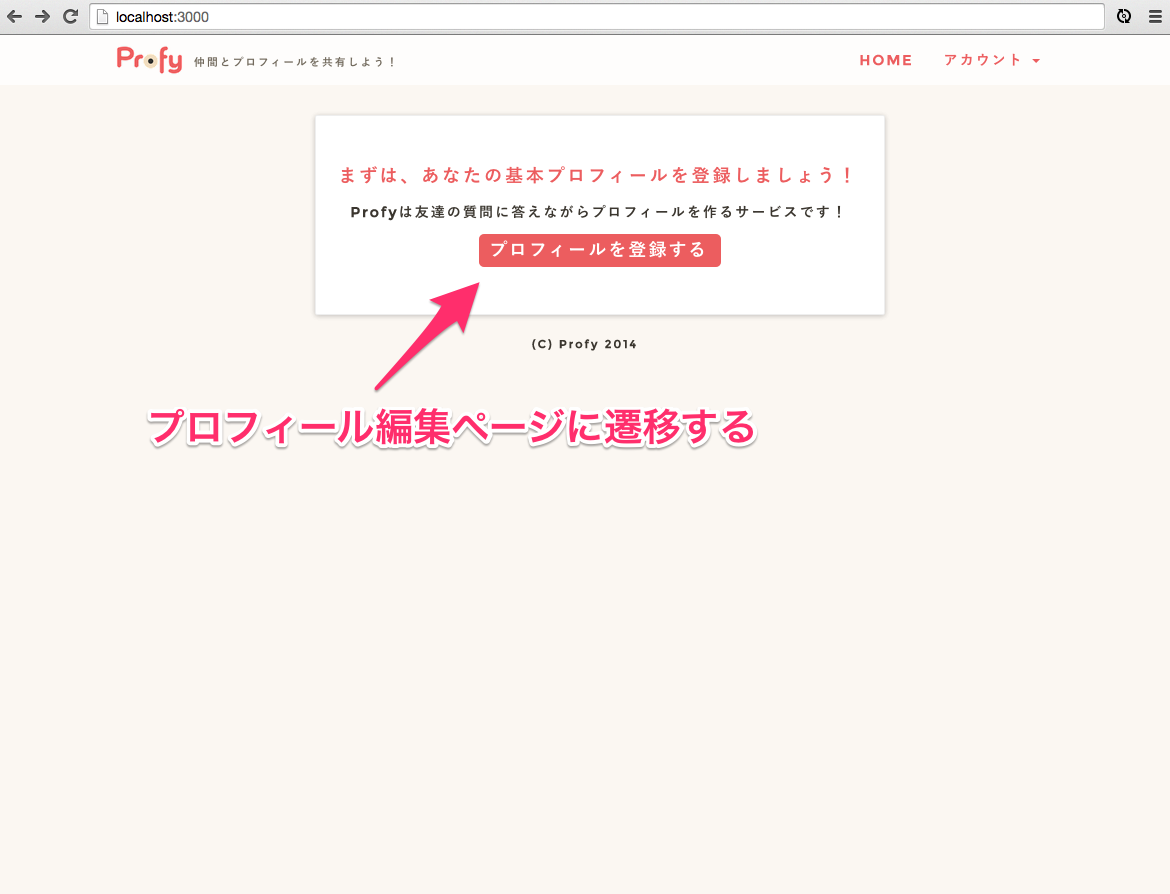 localhost:3000
Profy 仲間とプロフィールを共有しよう！
HOME アカウント
まずは、あなたの基本プロフィールを登録しましょう！
Profyは友達の質問に答えながらプロフィールを作るサービスです！
プロフィールを登録する
(C) Profy 2014
プロフィール編集ページに遷移する